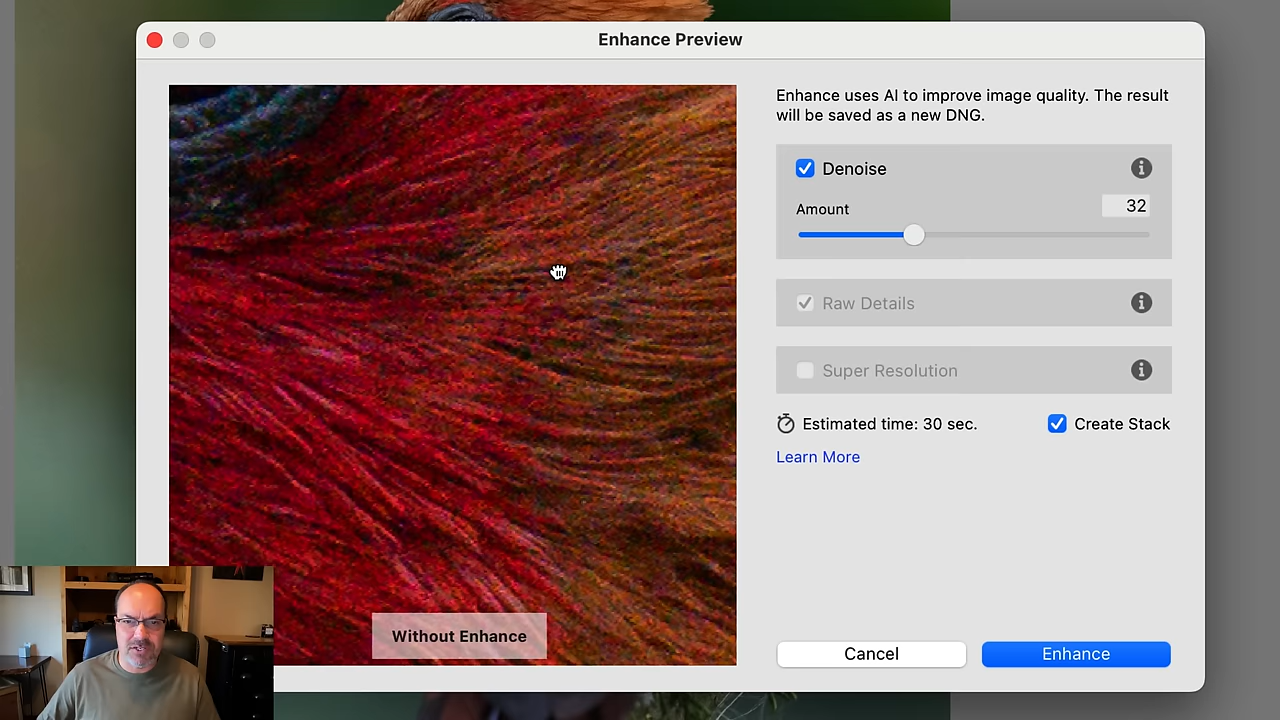 Enhance Preview
Enhance uses AI to improve image quality. The result
will be saved as a new DNG.
Denoise
Amount
32
Raw Details
Super Resolution
Estimated time: 30 sec.
Create Stack
Learn More
Without Enhance
Cancel
Enhance